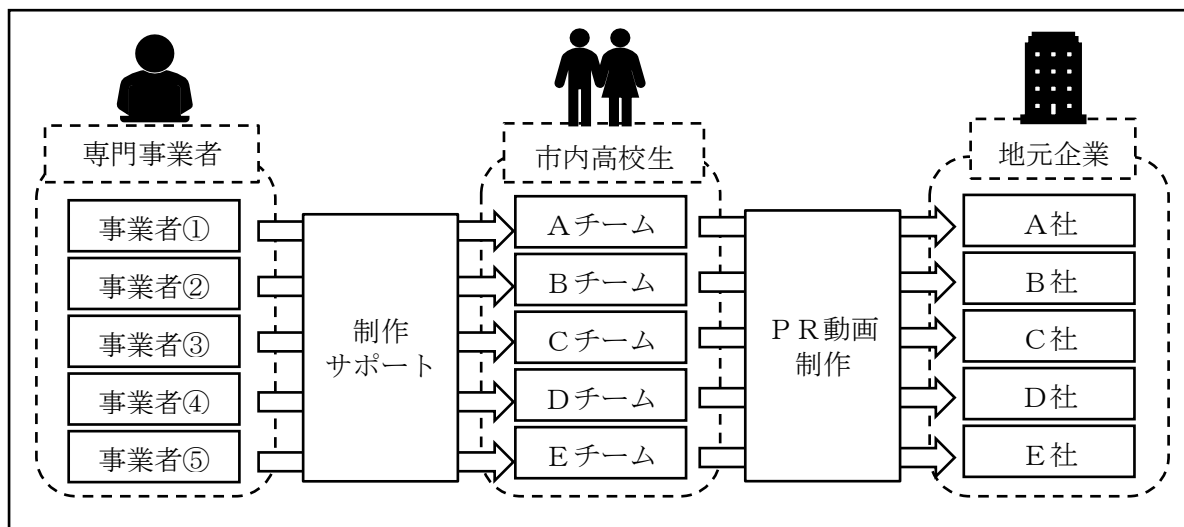 専門事業者
事業者①
事業者②
事業者③
事業者④
事業者⑤
制作
サポート
市内高校生
Aチーム
Bチーム
Cチーム
Dチーム
Eチーム
PR動画
制作
地元企業
A社
B社
C社
D社
E社